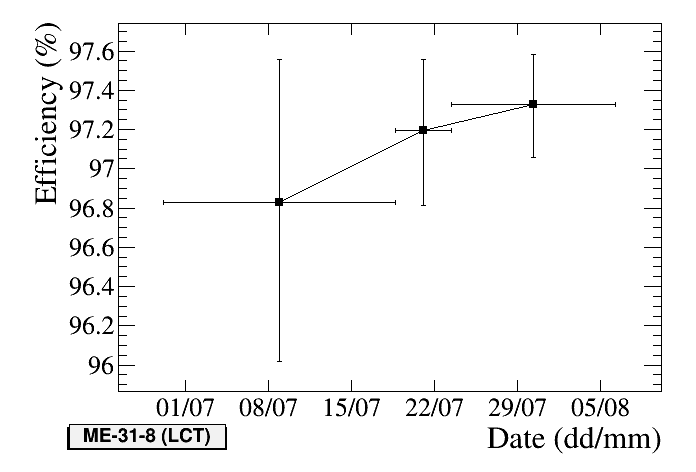 Efficiency (%)
97.6
97.4
97.2
97
96.8
96.6
96.4
96.2
96
01/07 08/07 15/07 22/07 29/07 05/08
ME-31-8 (LCT)
Date (dd/mm)